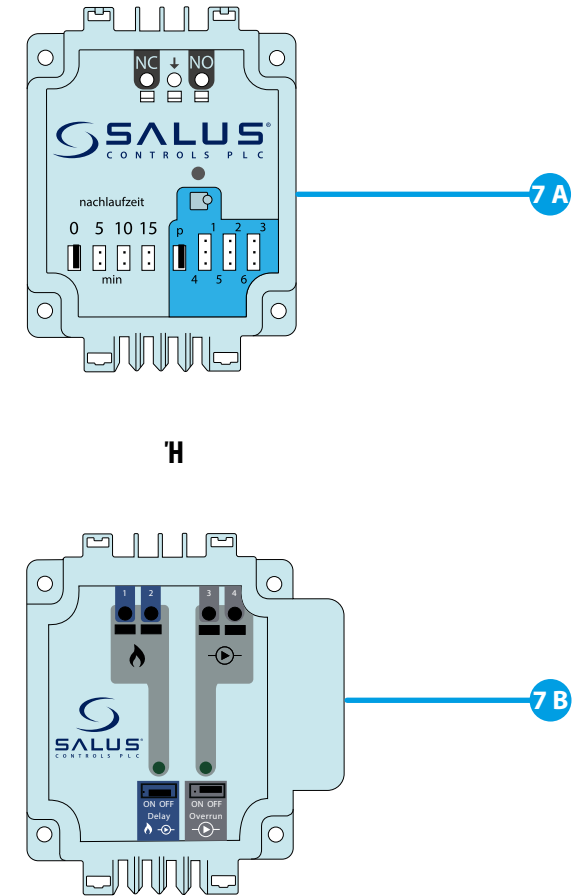 NC NO
SALUS®
CONTROLS PLC
7 A
nachlaufzeit
0 5 10 15 p 1 2 3
min 4 5 6
Ή
1 2 3 4
7 B
SALUS®
CONTROLS PLC
ON OFF ON OFF
Delay Overrun